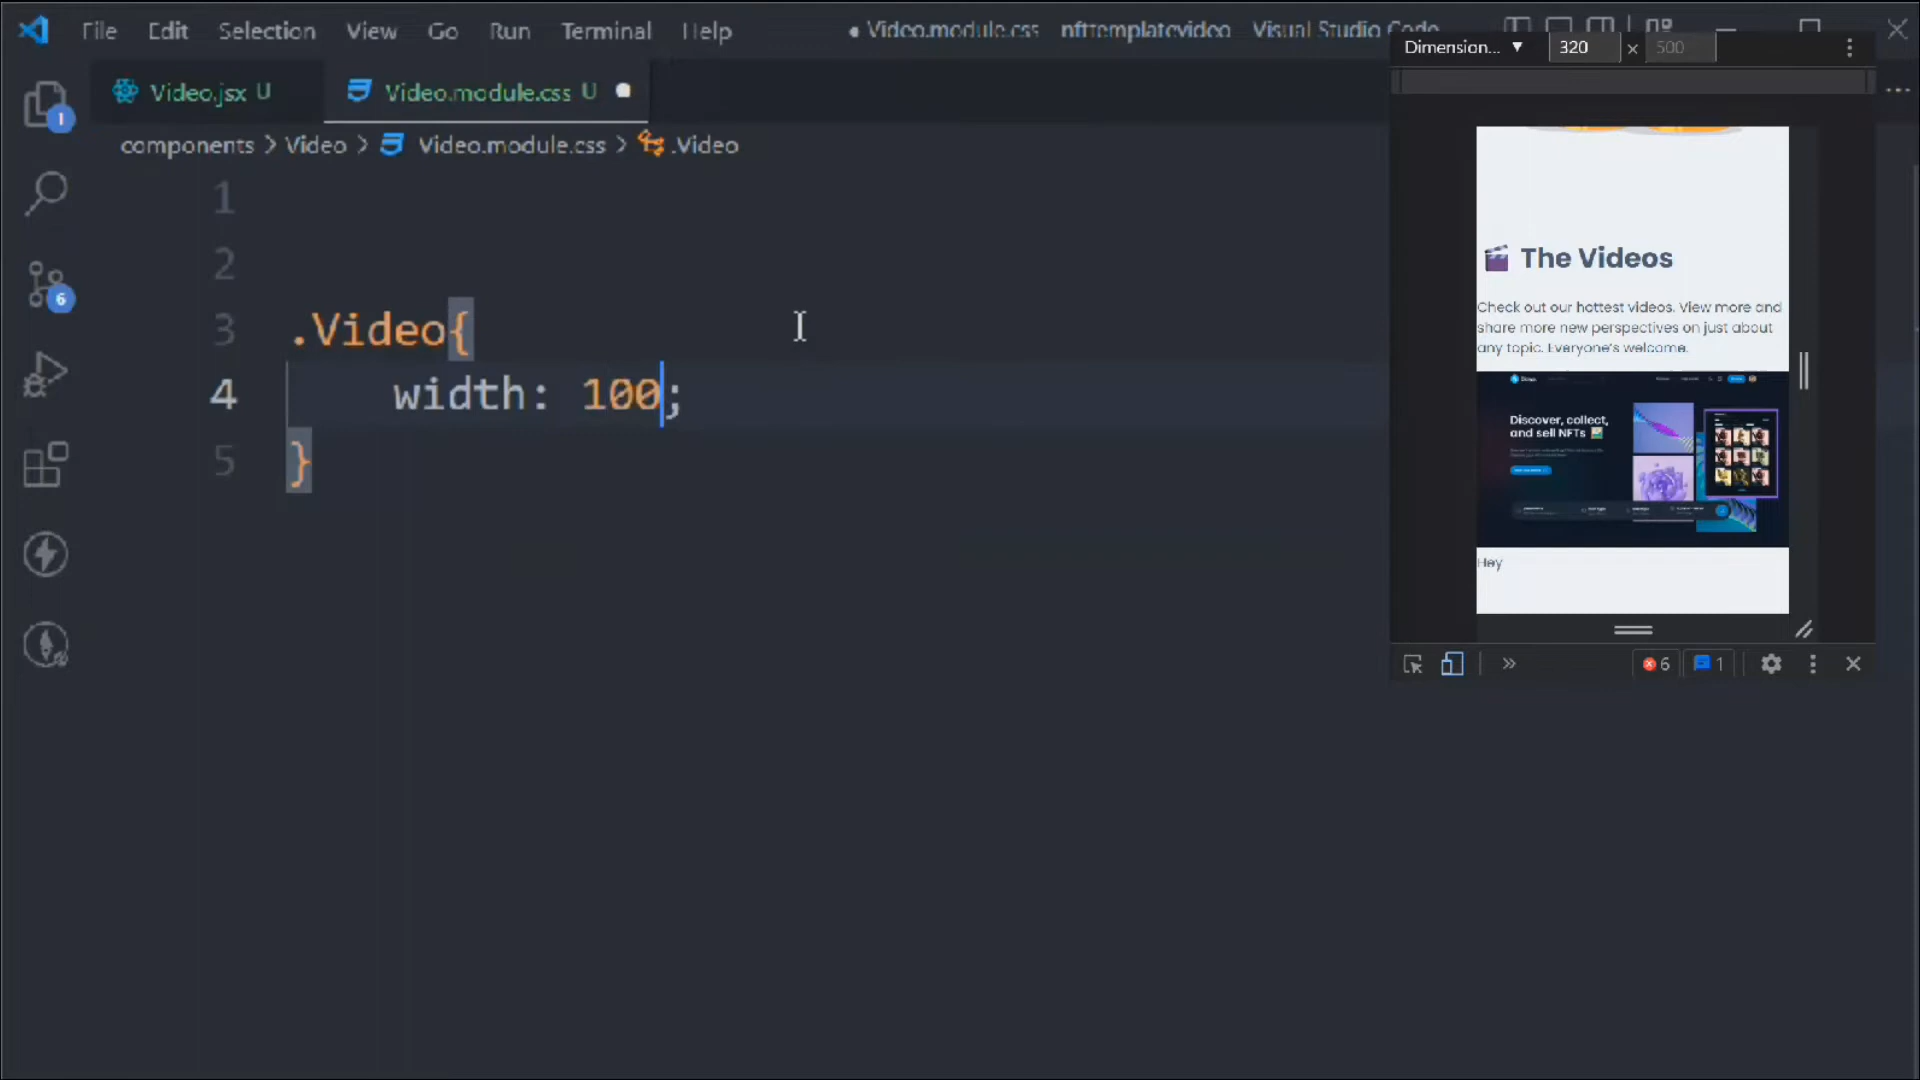 File Edit Selection View Go Run Terminal Help ● Video.module.css nfttemplatevideo Visual Studio Code
Video.jsx U Video.module.css U ●
components > Video > Video.module.css > .Video
1
2
3 .Video{
4 width: 100;
5 }
1
6
Dimension... ▼ 320 × 500
The Videos
Check out our hottest videos. View more and
share more new perspectives on just about
any topic. Everyone's welcome.
Discover, collect,
and sell NFTs
Hey
6 1